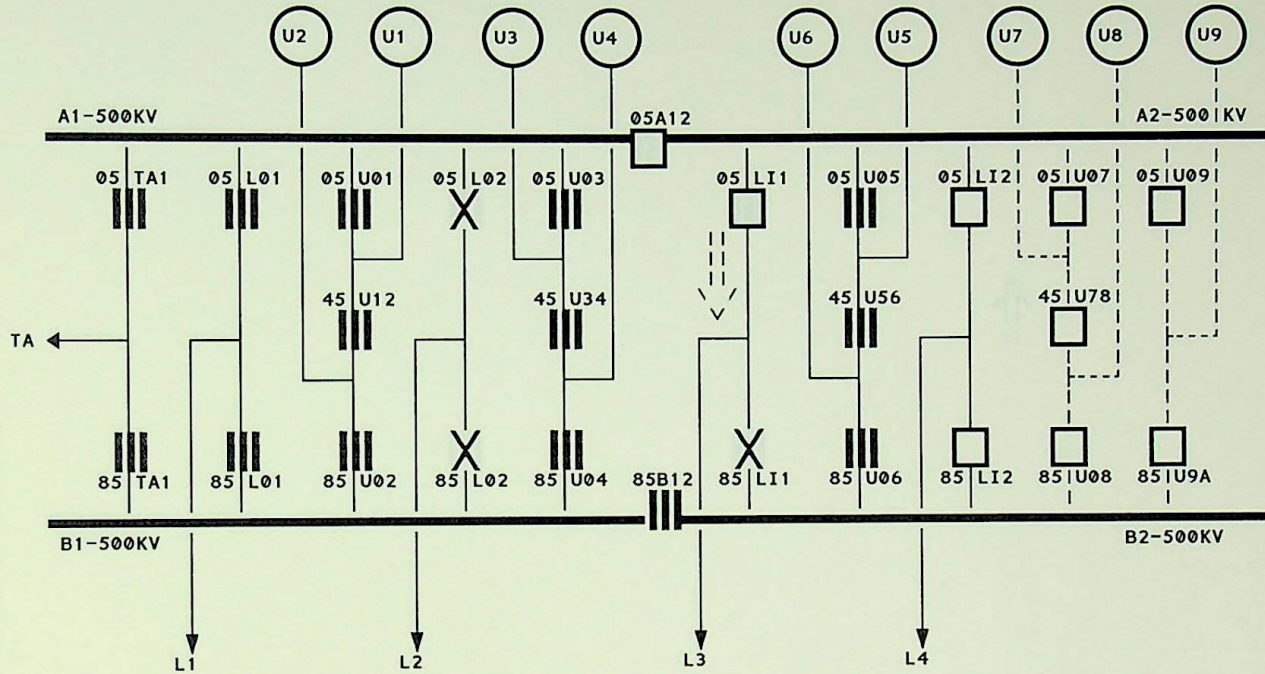 U2 U1 U3 U4 U6 U5 U7 U8 U9
A1-500KV 05A12 A2-500 KV
05 TA1 05 L01 05 U01 05 L02 05 U03 05 LI1 05 U05 05 LI2 05 U07 05 U09
45 U12 45 U34 45 U56 45 U78
TA
85 TA1 85 L01 85 U02 85 L02 85 U04 85B12 85 LI1 85 U06 85 LI2 85 U08 85 U9A
B1-500KV B2-500KV
L1 L2 L3 L4